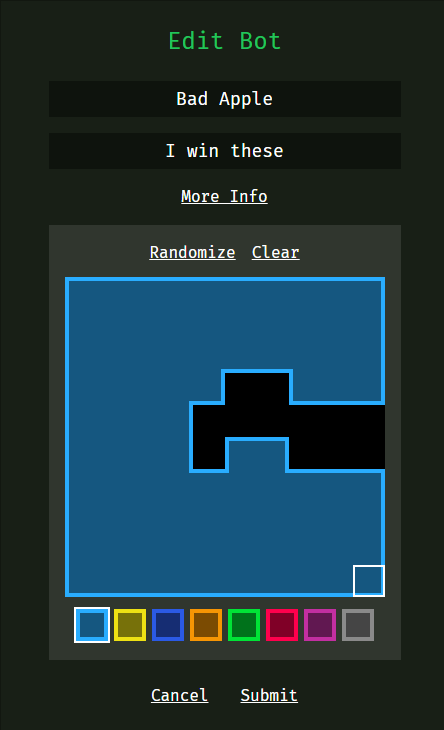 Edit Bot
Bad Apple
I win these
More Info
Randomize Clear
Cancel Submit